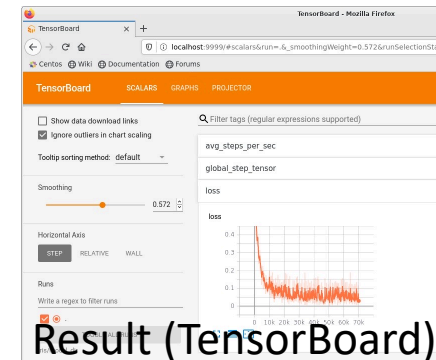 TensorBoard - Mozilla Firefox
TensorBoard × +
localhost:9999/#scalars&run=.&_smoothingWeight=0.572&runSelectionSta
Centos Wiki Documentation Forums
TensorBoard SCALARS GRAPHS PROJECTOR
Show data download links
Ignore outliers in chart scaling
Tooltip sorting method: default
Smoothing
0.572
Horizontal Axis
STEP RELATIVE WALL
Runs
Write a regex to filter runs
Filter tags (regular expressions supported)
avg_steps_per_sec
global_step_tensor
loss
loss
0.4
0.3
0.2
0.1
0
0 10k 20k 30k 40k 50k 60k 70k
Result (TensorBoard)